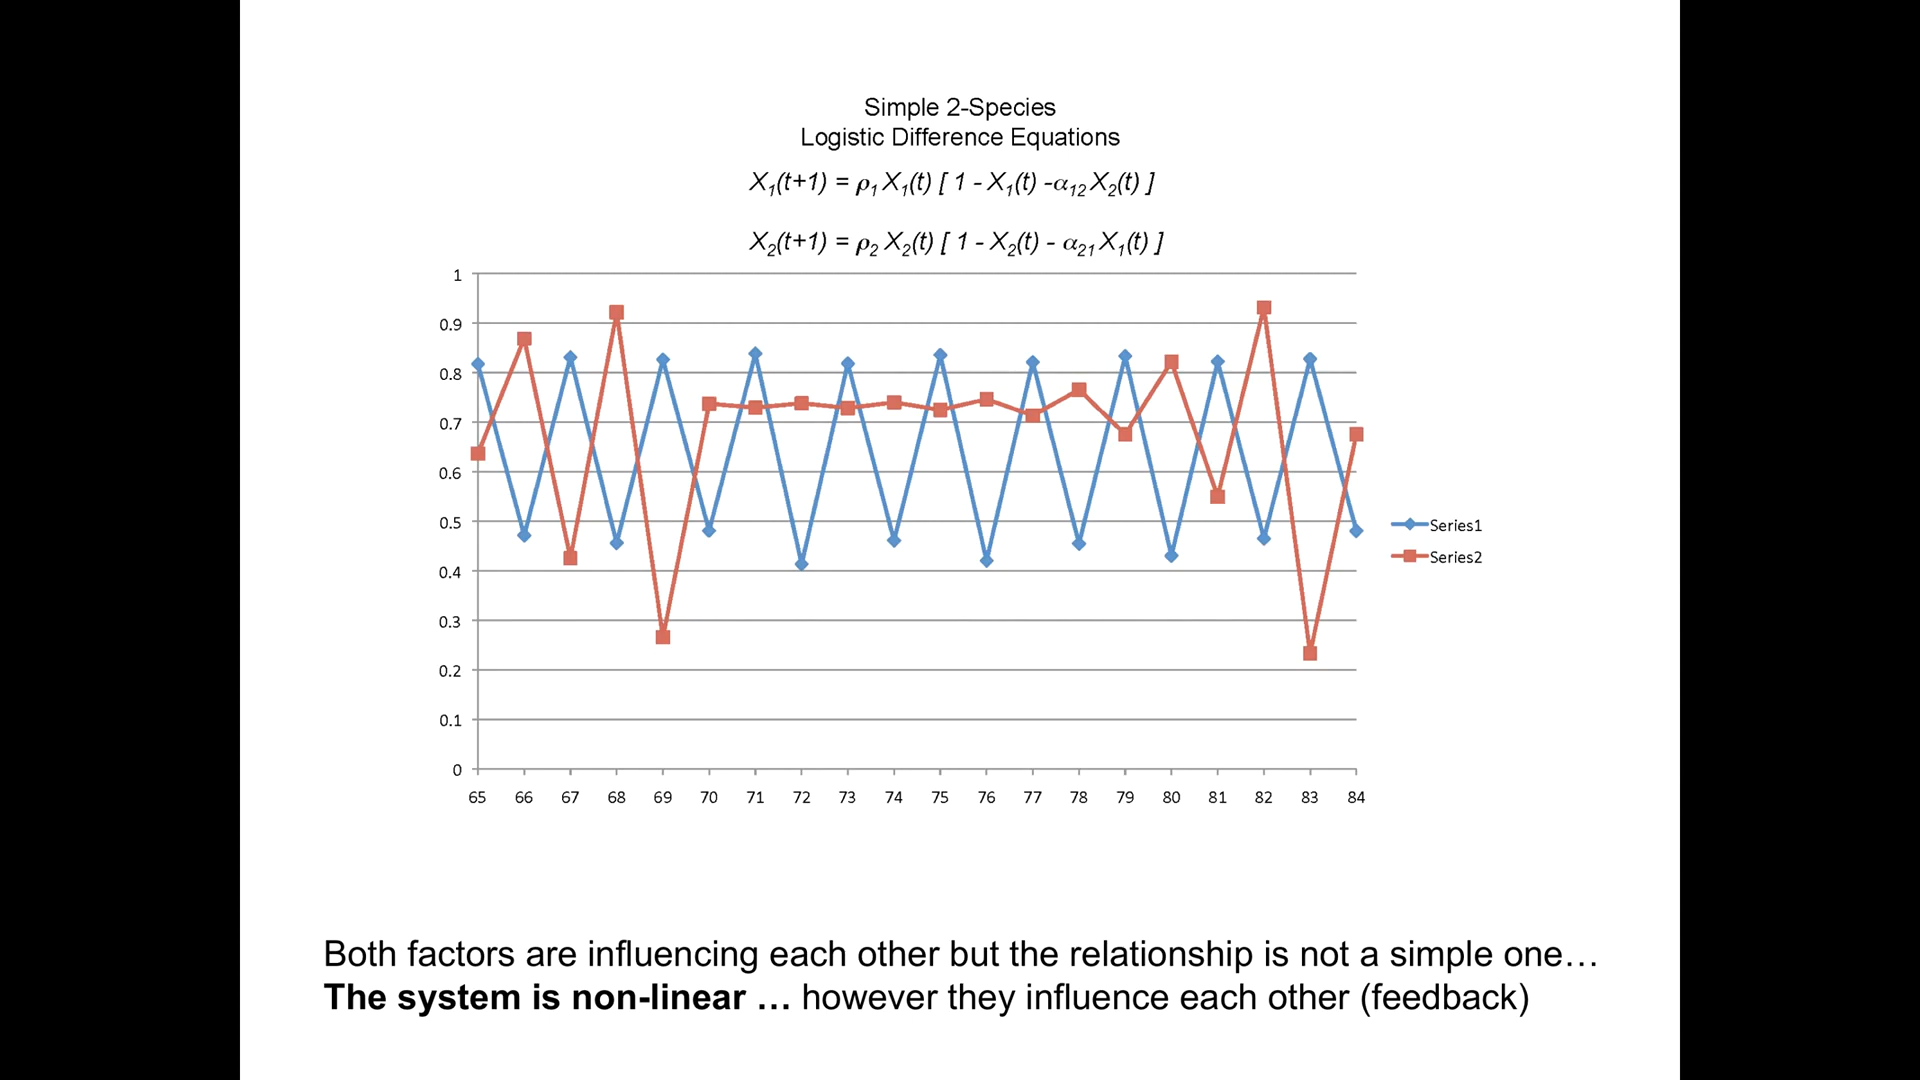 Simple 2-Species
Logistic Difference Equations
X₁(t+1) = ρ₁ X₁(t) [ 1 - X₁(t) -α₁₂ X₂(t) ]
X₂(t+1) = ρ₂ X₂(t) [ 1 - X₂(t) - α₂₁ X₁(t) ]
1
0.9
0.8
0.7
0.6
0.5
0.4
0.3
0.2
0.1
0
65 66 67 68 69 70 71 72 73 74 75 76 77 78 79 80 81 82 83 84
Series1
Series2
Both factors are influencing each other but the relationship is not a simple one…
The system is non-linear … however they influence each other (feedback)